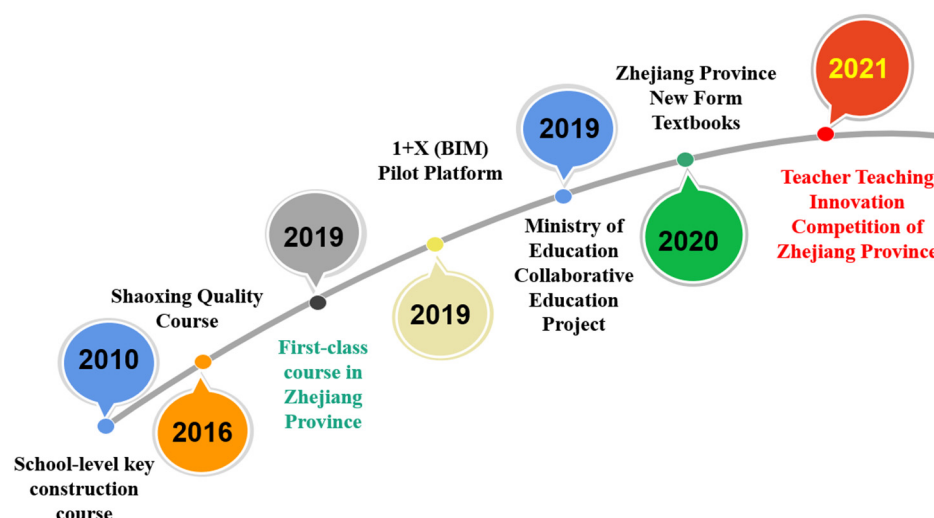 2010
School-level key
construction
course
Shaoxing Quality
Course
2016
2019
First-class
course in
Zhejiang
Province
1+X (BIM)
Pilot Platform
2019
2019
Ministry of
Education
Collaborative
Education
Project
Zhejiang Province
New Form
Textbooks
2020
2021
Teacher Teaching
Innovation
Competition of
Zhejiang Province